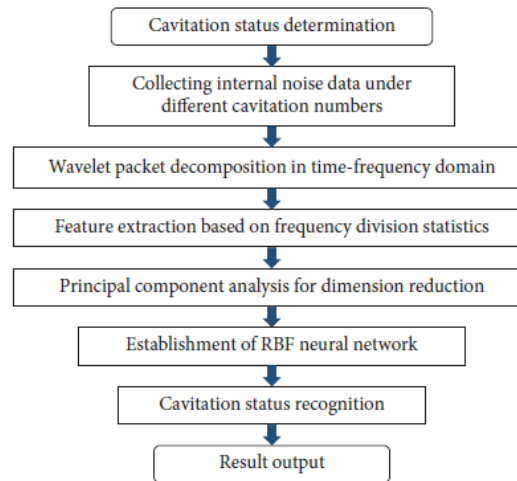 Cavitation status determination
Collecting internal noise data under
different cavitation numbers
Wavelet packet decomposition in time-frequency domain
Feature extraction based on frequency division statistics
Principal component analysis for dimension reduction
Establishment of RBF neural network
Cavitation status recognition
Result output